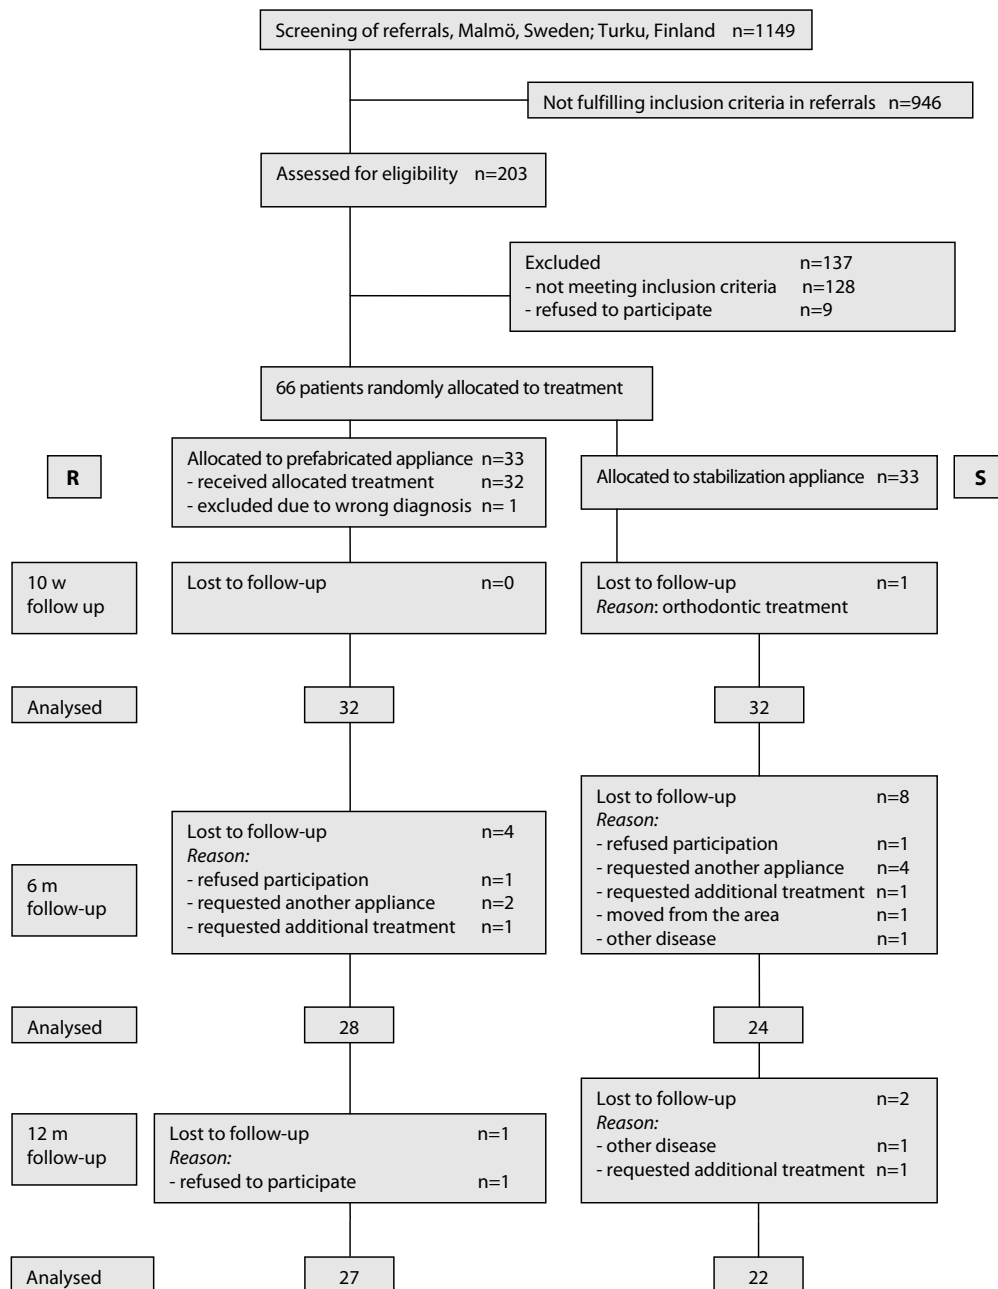 Screening of referrals, Malmö, Sweden; Turku, Finland n=1149
Not fulfilling inclusion criteria in referrals n=946
Assessed for eligibility n=203
Excluded n=137
- not meeting inclusion criteria n=128
- refused to participate n=9
66 patients randomly allocated to treatment
R
Allocated to prefabricated appliance n=33
- received allocated treatment n=32
- excluded due to wrong diagnosis n= 1
Allocated to stabilization appliance n=33
S
10 w
follow up
Lost to follow-up n=0
Lost to follow-up n=1
Reason: orthodontic treatment
Analysed
32
32
6 m
follow-up
Lost to follow-up n=4
Reason:
- refused participation n=1
- requested another appliance n=2
- requested additional treatment n=1
Lost to follow-up n=8
Reason:
- refused participation n=1
- requested another appliance n=4
- requested additional treatment n=1
- moved from the area n=1
- other disease n=1
Analysed
28
24
12 m
follow-up
Lost to follow-up n=1
Reason:
- refused to participate n=1
Lost to follow-up n=2
Reason:
- other disease n=1
- requested additional treatment n=1
Analysed
27
22